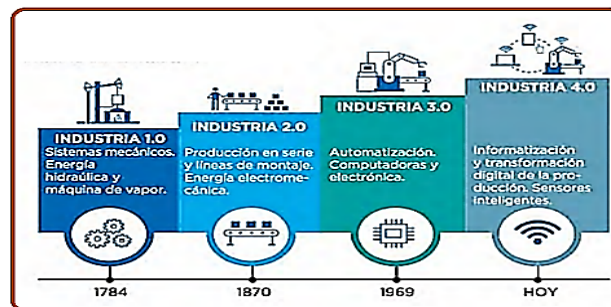 INDUSTRIA 1.0
Sistemas mecánicos.
Energía
hidraúlica y
máquina de vapor.
INDUSTRIA 2.0
Producción en serie
y líneas de montaje.
Energía electrome-
cánica.
INDUSTRIA 3.0
Automatización.
Computadoras y
electrónica.
INDUSTRIA 4.0
Informatización
y transformación
digital de la pro-
ducción. Sensores
inteligentes.
1784
1870
1969
HOY